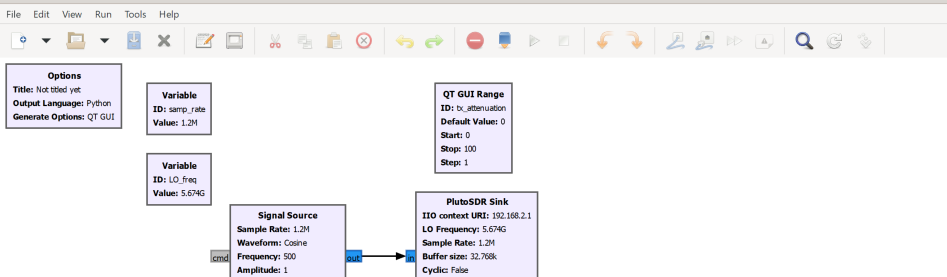 File Edit View Run Tools Help
Options
Title: Not titled yet
Output Language: Python
Generate Options: QT GUI
Variable
ID: samp_rate
Value: 1.2M
QT GUI Range
ID: tx_attenuation
Default Value: 0
Start: 0
Stop: 100
Step: 1
Variable
ID: LO_freq
Value: 5.674G
Signal Source
Sample Rate: 1.2M
Waveform: Cosine
Frequency: 500
Amplitude: 1
cmd
out
PlutoSDR Sink
IIO context URI: 192.168.2.1
LO Frequency: 5.674G
Sample Rate: 1.2M
Buffer size: 32.768k
Cyclic: False
in